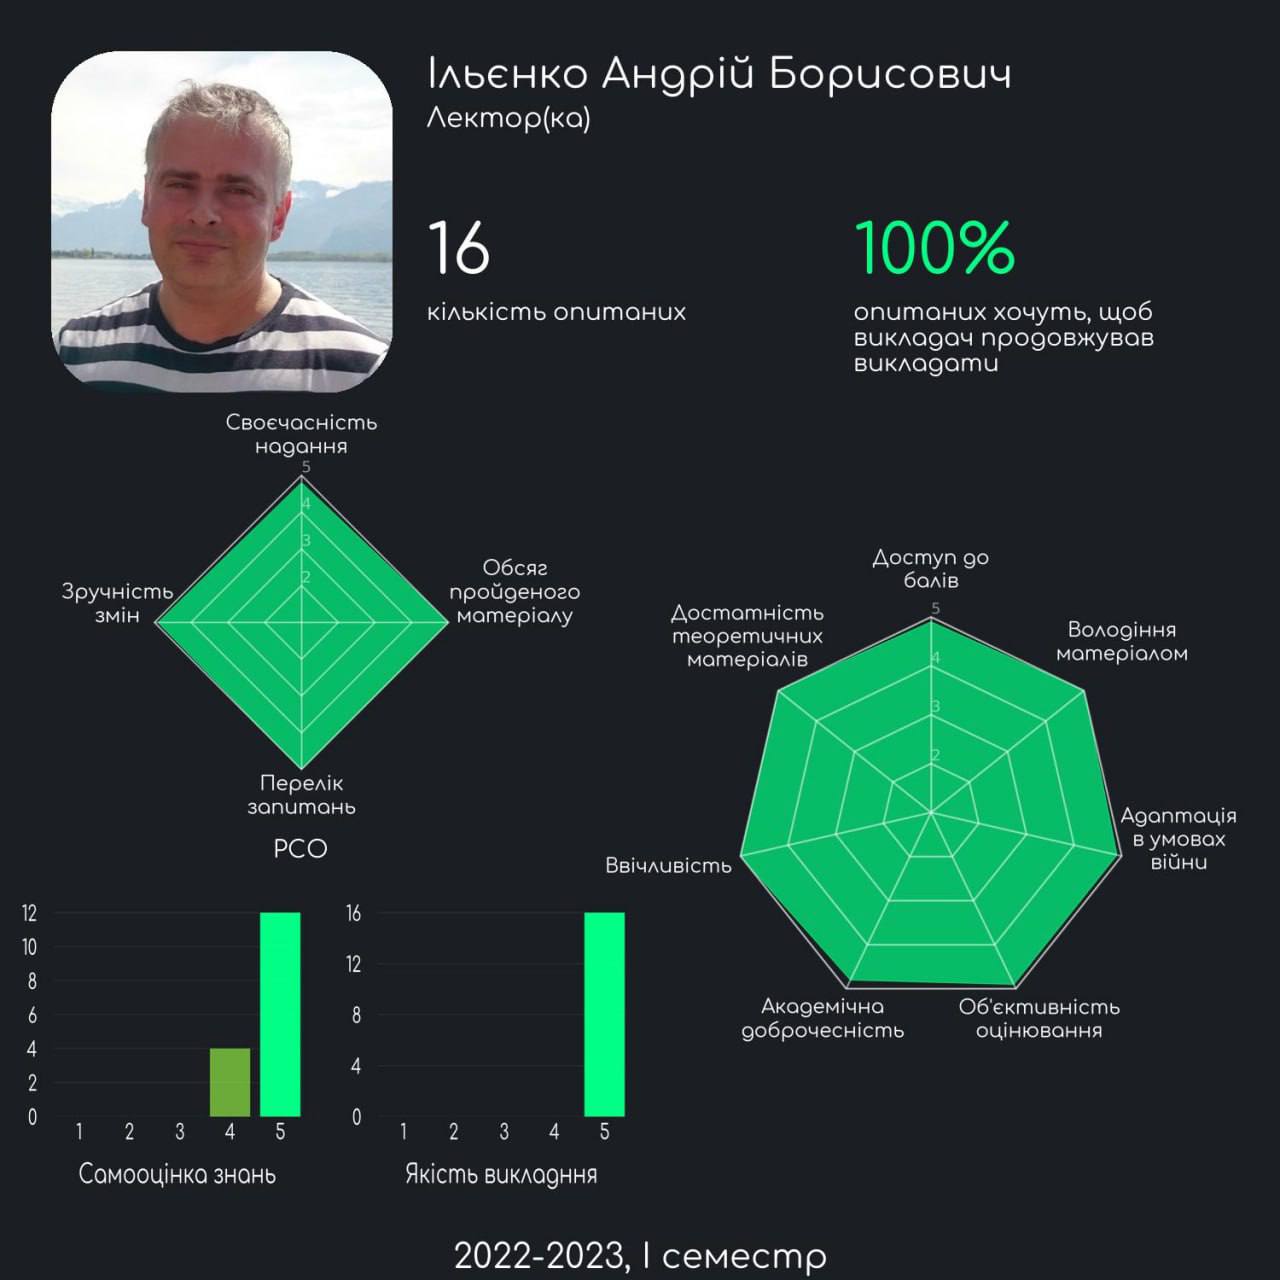 Ільєнко Андрій Борисович
Лектор(ка)
16
кількість опитаних
100%
опитаних хочуть, щоб
викладач продовжував
викладати
Своєчасність
надання
5
4
3
2
Зручність
змін
Обсяг
пройденого
матеріалу
Перелік
запитань
РСО
Доступ до
балів
5
4
3
2
Достатність
теоретичних
матеріалів
Володіння
матеріалом
Адаптація
в умовах
війни
Ввічливість
Академічна
доброчесність
Об'єктивність
оцінювання
12
10
8
6
4
2
0
1 2 3 4 5
Самооцінка знань
16
12
8
4
0
1 2 3 4 5
Якість викладння
2022-2023, І семестр